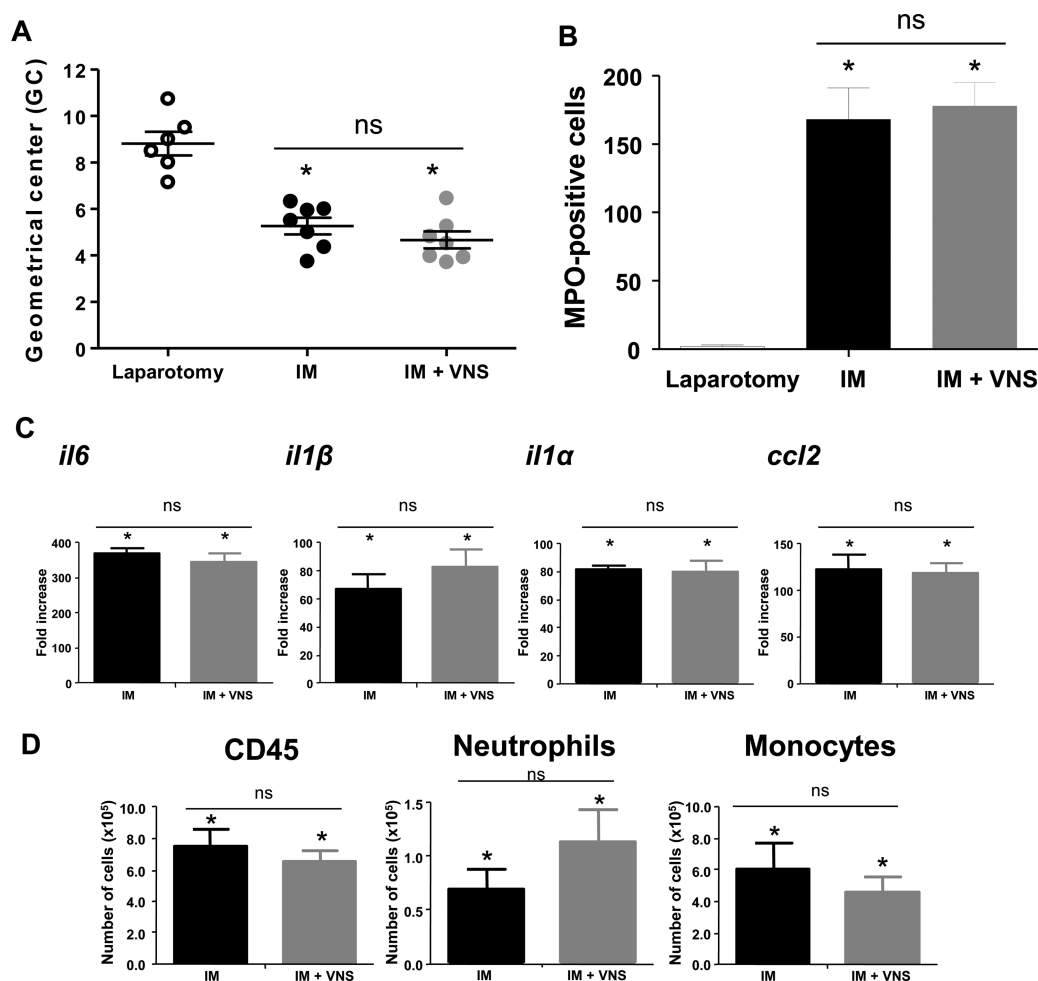 A
Geometrical center (GC)
12
10
8
6
4
2
0
ns
*
*
Laparotomy
IM
IM + VNS
B
MPO-positive cells
200
150
100
50
0
ns
*
*
Laparotomy
IM
IM + VNS
C
il6
Fold increase
400
300
200
100
0
ns
*
*
IM
IM + VNS
il1β
Fold increase
100
80
60
40
20
0
ns
*
*
IM
IM + VNS
il1α
Fold increase
100
80
60
40
20
0
ns
*
*
IM
IM + VNS
ccl2
Fold increase
150
100
50
0
ns
*
*
IM
IM + VNS
D
CD45
Number of cells (x10⁵)
10.0
8.0
6.0
4.0
2.0
0.0
ns
*
*
IM
IM + VNS
Neutrophils
Number of cells (x10⁵)
1.5
1.0
0.5
0.0
ns
*
*
IM
IM + VNS
Monocytes
Number of cells (x10⁵)
10.0
8.0
6.0
4.0
2.0
0.0
ns
*
*
IM
IM + VNS